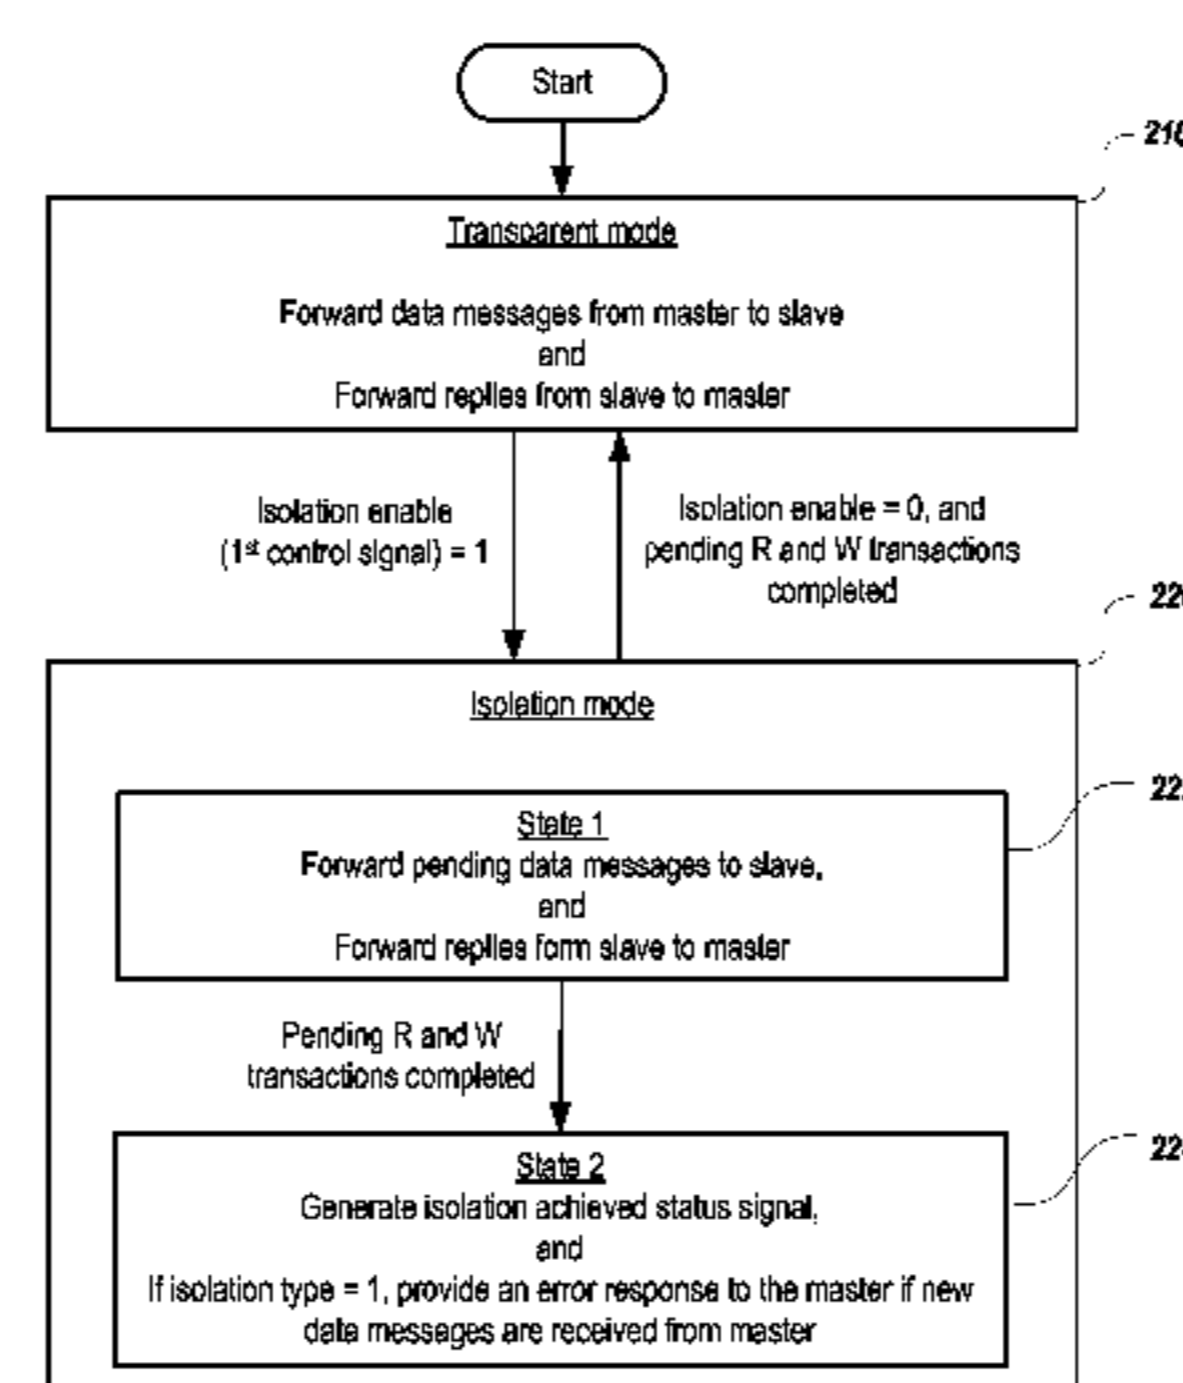 Start
Transparent mode
Forward data messages from master to slave
and
Forward replies from slave to master
Isolation enable
(1st control signal) = 1
Isolation enable = 0, and
pending R and W transactions
completed
Isolation mode
State 1
Forward pending data messages to slave,
and
Forward replies form slave to master
Pending R and W
transactions completed
State 2
Generate isolation achieved status signal,
and
If isolation type = 1, provide an error response to the master if new
data messages are received from master